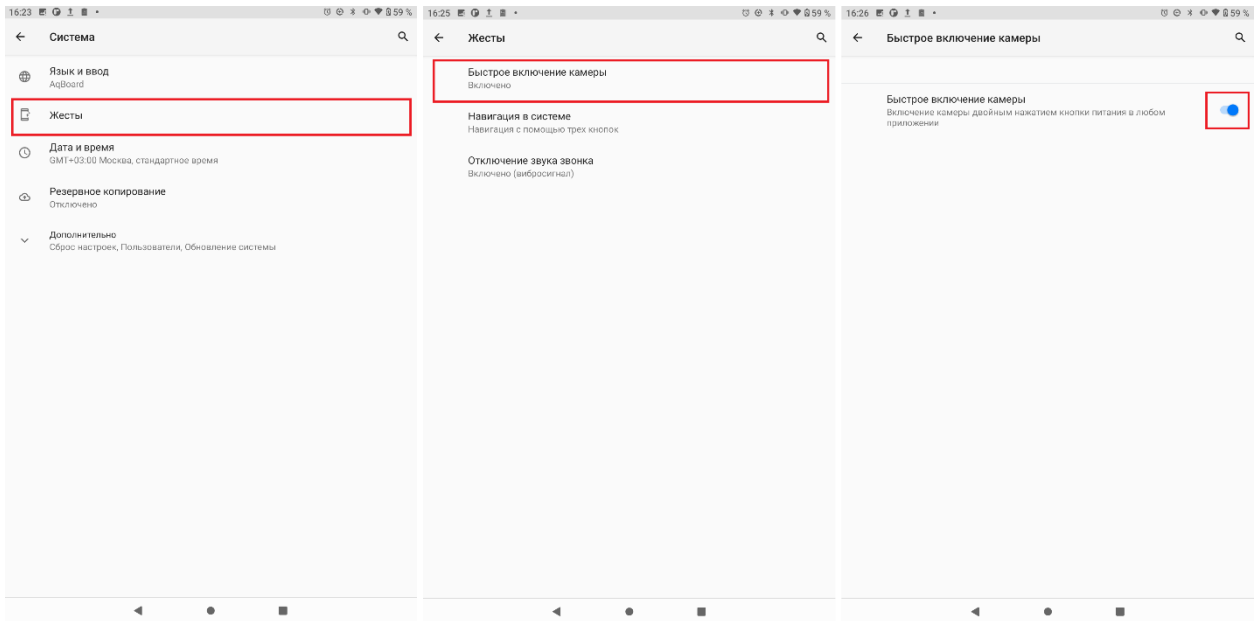 16:23
59 %
Система
Язык и ввод
AqBoard
Жесты
Дата и время
GMT+03:00 Москва, стандартное время
Резервное копирование
Отключено
Дополнительно
Сброс настроек, Пользователи, Обновление системы
16:25
59 %
Жесты
Быстрое включение камеры
Включено
Навигация в системе
Навигация с помощью трех кнопок
Отключение звука звонка
Включено (вибросигнал)
16:26
59 %
Быстрое включение камеры
Быстрое включение камеры
Включение камеры двойным нажатием кнопки питания в любом
приложении